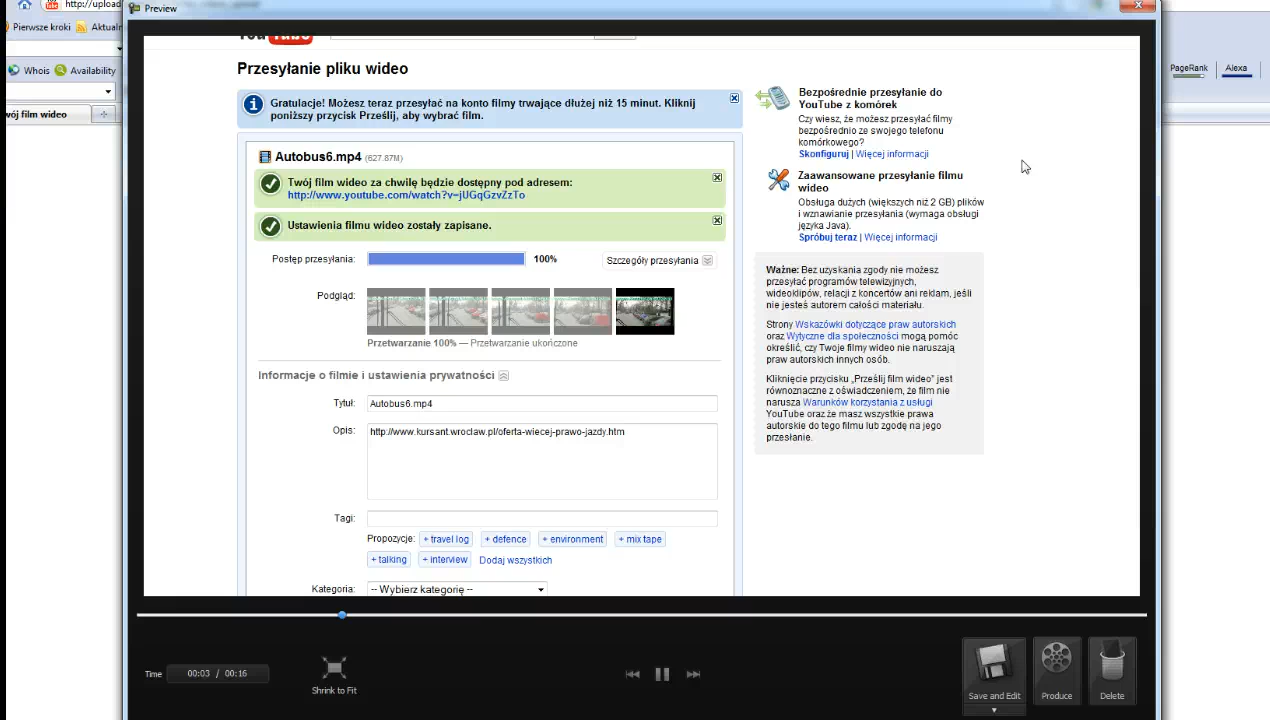 http://upload
Preview
Pierwsze kroki
Aktualn
Whois
Availability
PageRank
Alexa
wój film wideo
YouTube
Przesyłanie pliku wideo
Gratulacje! Możesz teraz przesyłać na konto filmy trwające dłużej niż 15 minut. Kliknij
poniższy przycisk Prześlij, aby wybrać film.
Autobus6.mp4 (627.87M)
Twój film wideo za chwilę będzie dostępny pod adresem:
http://www.youtube.com/watch?v=jUGqGzvZzTo
Ustawienia filmu wideo zostały zapisane.
Postęp przesyłania:
100%
Szczegóły przesyłania
Podgląd:
Przetwarzanie 100% — Przetwarzanie ukończone
Informacje o filmie i ustawienia prywatności
Tytuł:
Autobus6.mp4
Opis:
http://www.kursant.wroclaw.pl/oferta-wiecej-prawo-jazdy.htm
Tagi:
Propozycje:
+ travel log
+ defence
+ environment
+ mix tape
+ talking
+ interview
Dodaj wszystkich
Kategoria:
-- Wybierz kategorię --
Bezpośrednie przesyłanie do
YouTube z komórek
Czy wiesz, że możesz przesyłać filmy
bezpośrednio ze swojego telefonu
komórkowego?
Skonfiguruj | Więcej informacji
Zaawansowane przesyłanie filmu
wideo
Obsługa dużych (większych niż 2 GB) plików
i wznawianie przesyłania (wymaga obsługi
języka Java).
Spróbuj teraz | Więcej informacji
Ważne: Bez uzyskania zgody nie możesz
przesyłać programów telewizyjnych,
wideoklipów, relacji z koncertów ani reklam, jeśli
nie jesteś autorem całości materiału.
Strony Wskazówki dotyczące praw autorskich
oraz Wytyczne dla społeczności mogą pomóc
określić, czy Twoje filmy wideo nie naruszają
praw autorskich innych osób.
Kliknięcie przycisku „Prześlij film wideo" jest
równoznaczne z oświadczeniem, że film nie
narusza Warunków korzystania z usługi
YouTube oraz że masz wszystkie prawa
autorskie do tego filmu lub zgodę na jego
przesłanie.
Time
00:03 / 00:16
Shrink to Fit
Save and Edit
Produce
Delete